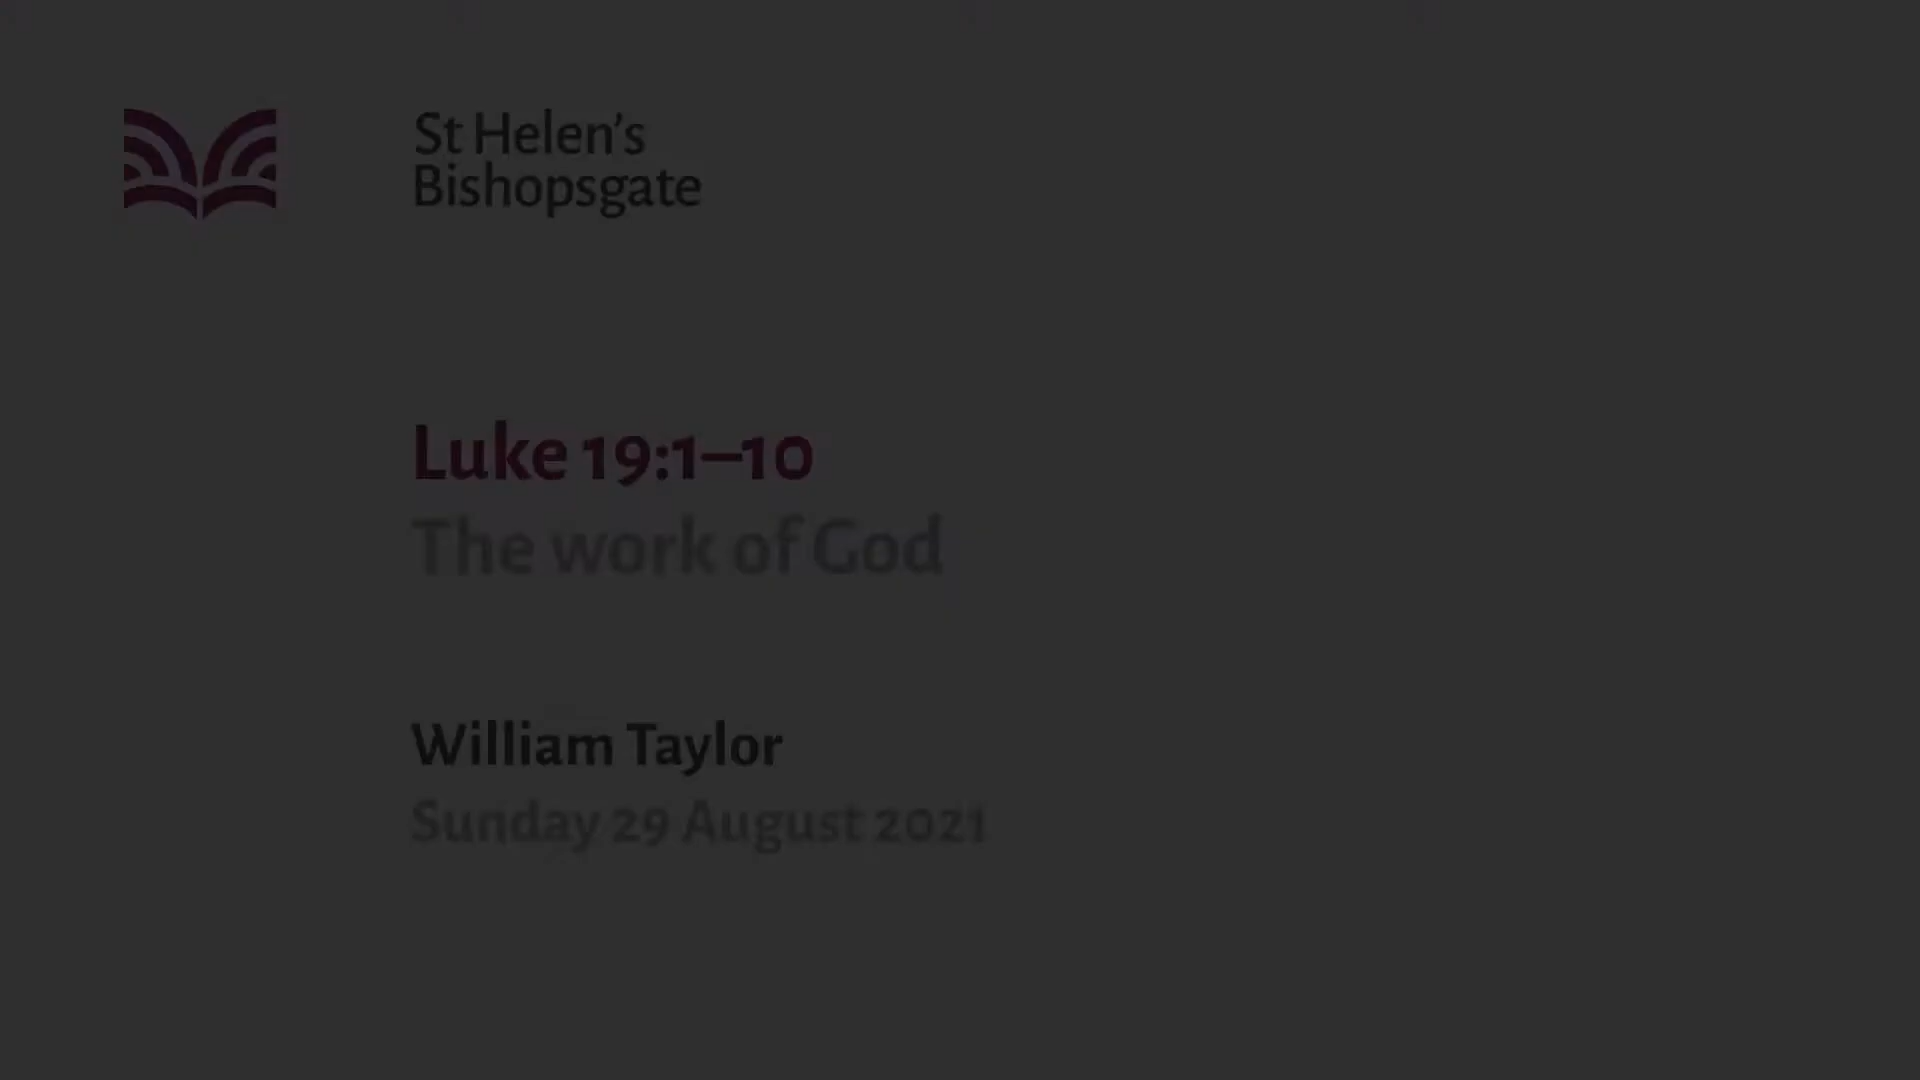 St Helen's
Bishopsgate
Luke 19:1–10
The work of God
William Taylor
Sunday 29 August 2021